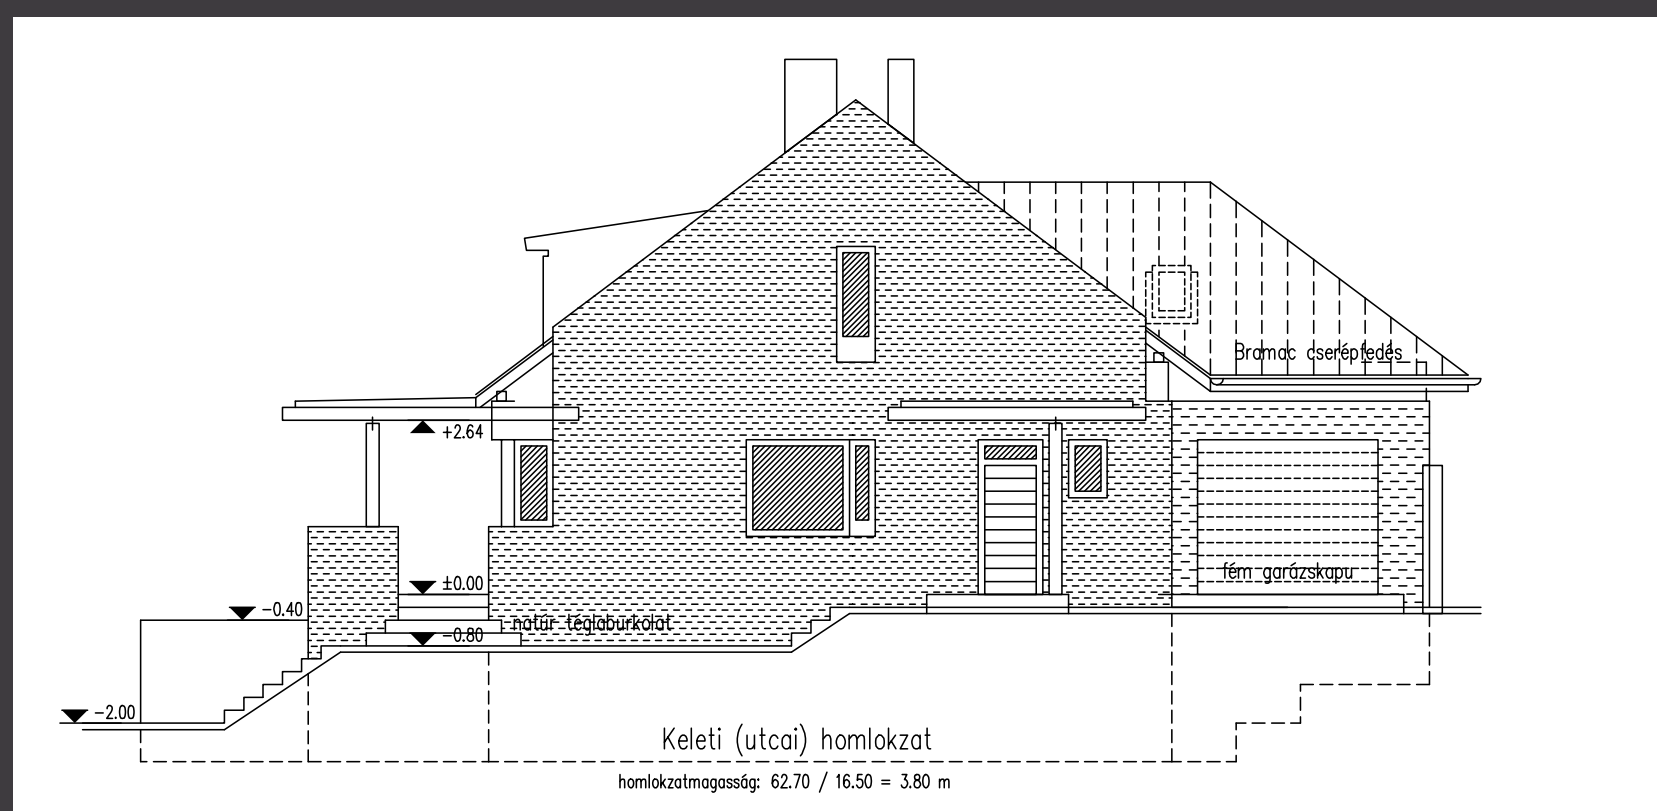 Bramac cserépfedés
+2.64
fém garázskapu
±0.00
-0.40
natúr téglaburkolat
-0.80
-2.00
Keleti (utcai) homlokzat
homlokzatmagasság: 62.70 / 16.50 = 3.80 m